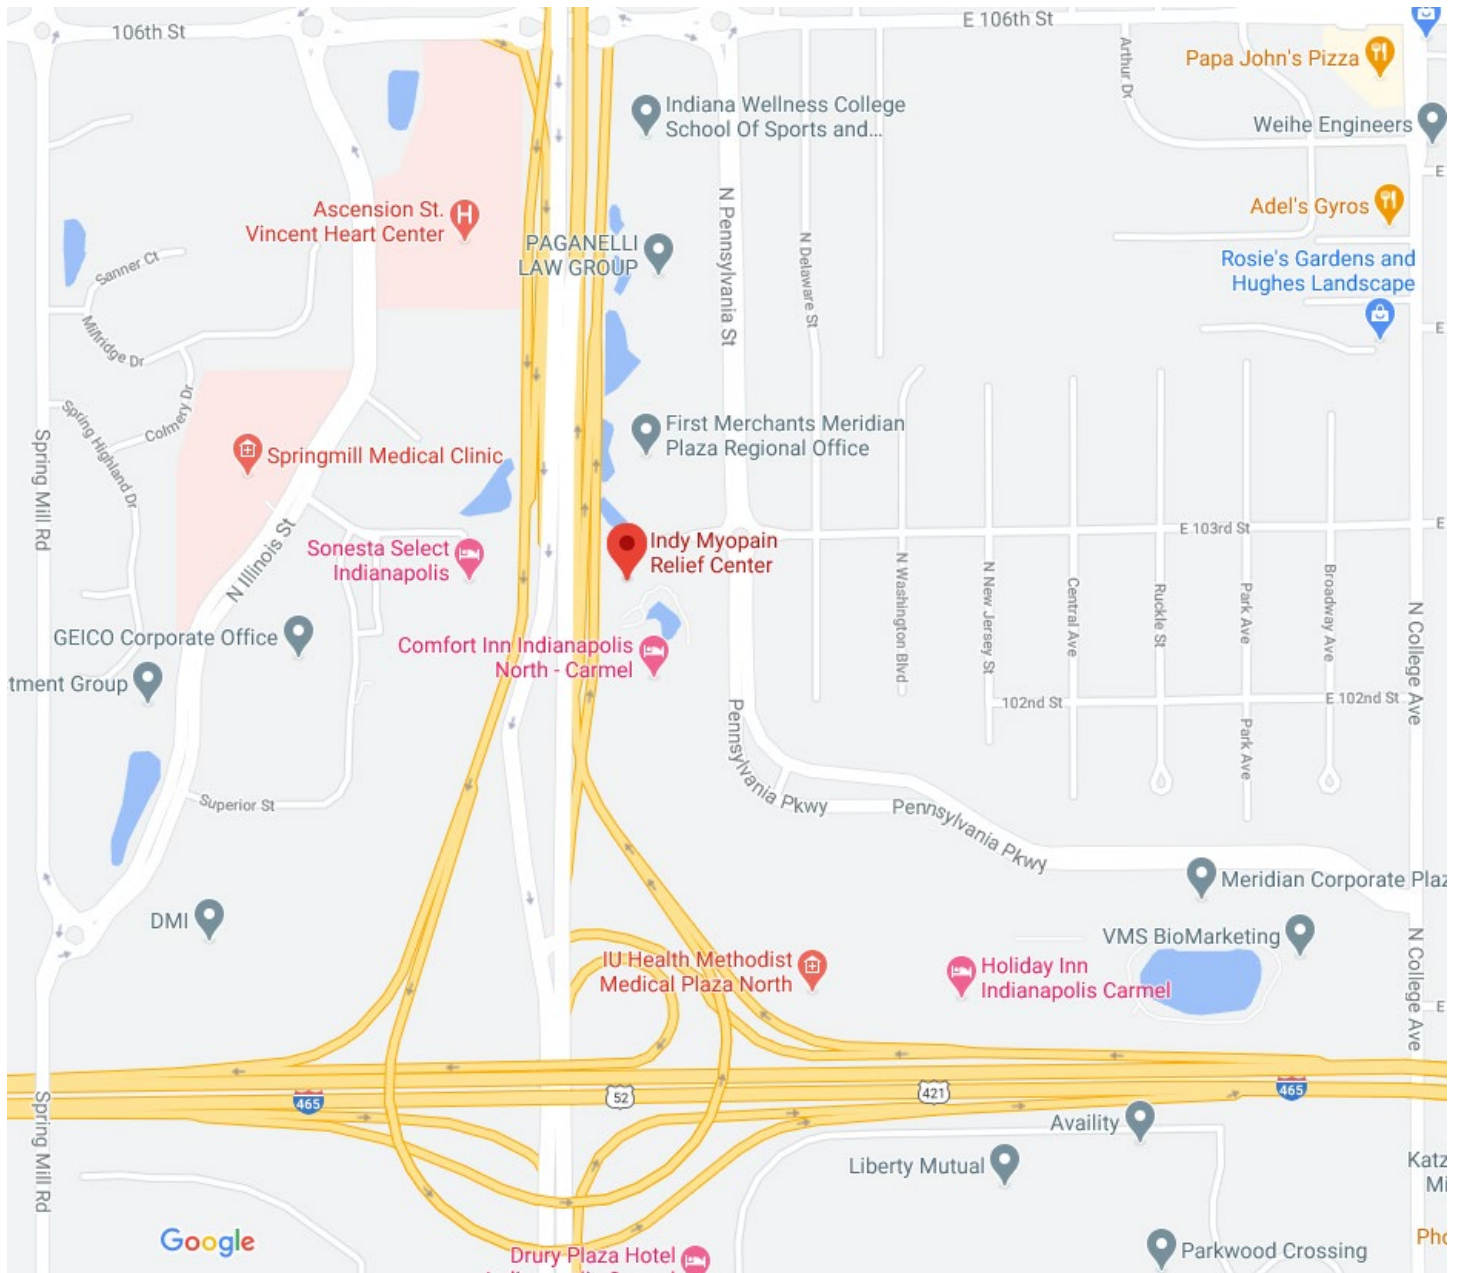 106th St
E 106th St
Arthur Dr
Papa John's Pizza
Indiana Wellness College
School Of Sports and...
Weihe Engineers
E
Ascension St.
Vincent Heart Center
N Pennsylvania St
Adel's Gyros
PAGANELLI
LAW GROUP
N Delaware St
Sanner Ct
Rosie's Gardens and
Hughes Landscape
Millridge Dr
E
Colmery Dr
Spring Highland Dr
First Merchants Meridian
Plaza Regional Office
Spring Mill Rd
Springmill Medical Clinic
E 103rd St
E
N Illinois St
Sonesta Select
Indianapolis
Indy Myopain
Relief Center
N Washington Blvd
N New Jersey St
Central Ave
Ruckle St
Park Ave
Broadway Ave
N College Ave
GEICO Corporate Office
Comfort Inn Indianapolis
North - Carmel
tment Group
102nd St
E 102nd St
Park Ave
Pennsylvania Pkwy
Superior St
Pennsylvania Pkwy
Meridian Corporate Plaz
DMI
VMS BioMarketing
N College Ave
IU Health Methodist
Medical Plaza North
Holiday Inn
Indianapolis Carmel
E
465
52
421
465
Spring Mill Rd
Availity
Liberty Mutual
Katz
Mi
Google
Drury Plaza Hotel
Parkwood Crossing
Pho